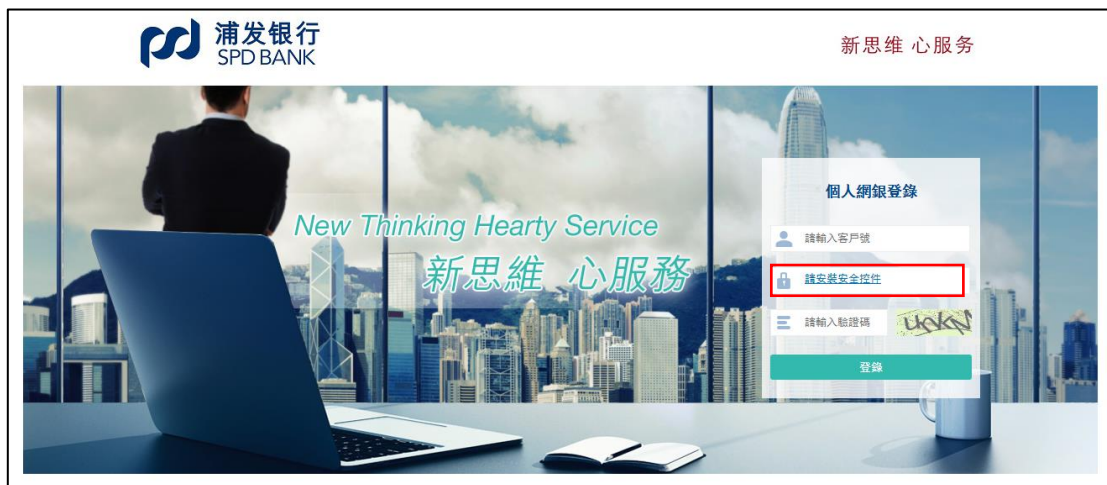 浦发银行
SPD BANK
新思维 心服务
個人網銀登錄
New Thinking Hearty Service
新思維 心服務
請輸入客戶號
請安裝安全控件
請輸入驗證碼
登錄